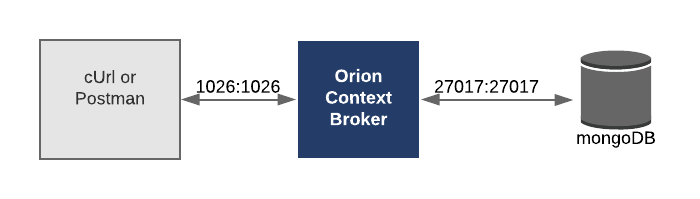 cUrl or
Postman
1026:1026
Orion
Context
Broker
27017:27017
mongoDB